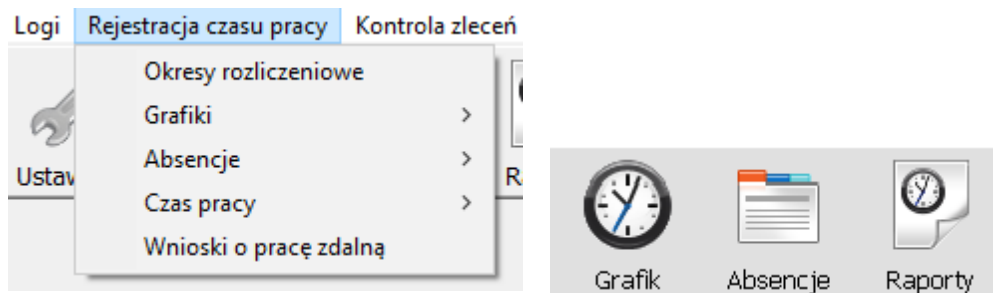 Logi Rejestracja czasu pracy Kontrola zleceń
Okresy rozliczeniowe
Grafiki
Absencje
Czas pracy
Wnioski o pracę zdalną
Grafik Absencje Raporty